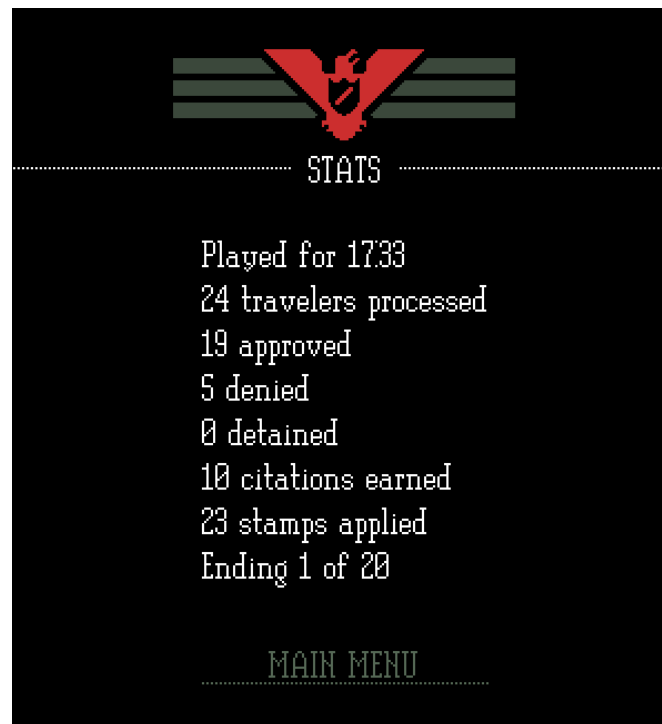 STATS
Played for 17:33
24 travelers processed
19 approved
5 denied
0 detained
10 citations earned
23 stamps applied
Ending 1 of 20
MAIN MENU